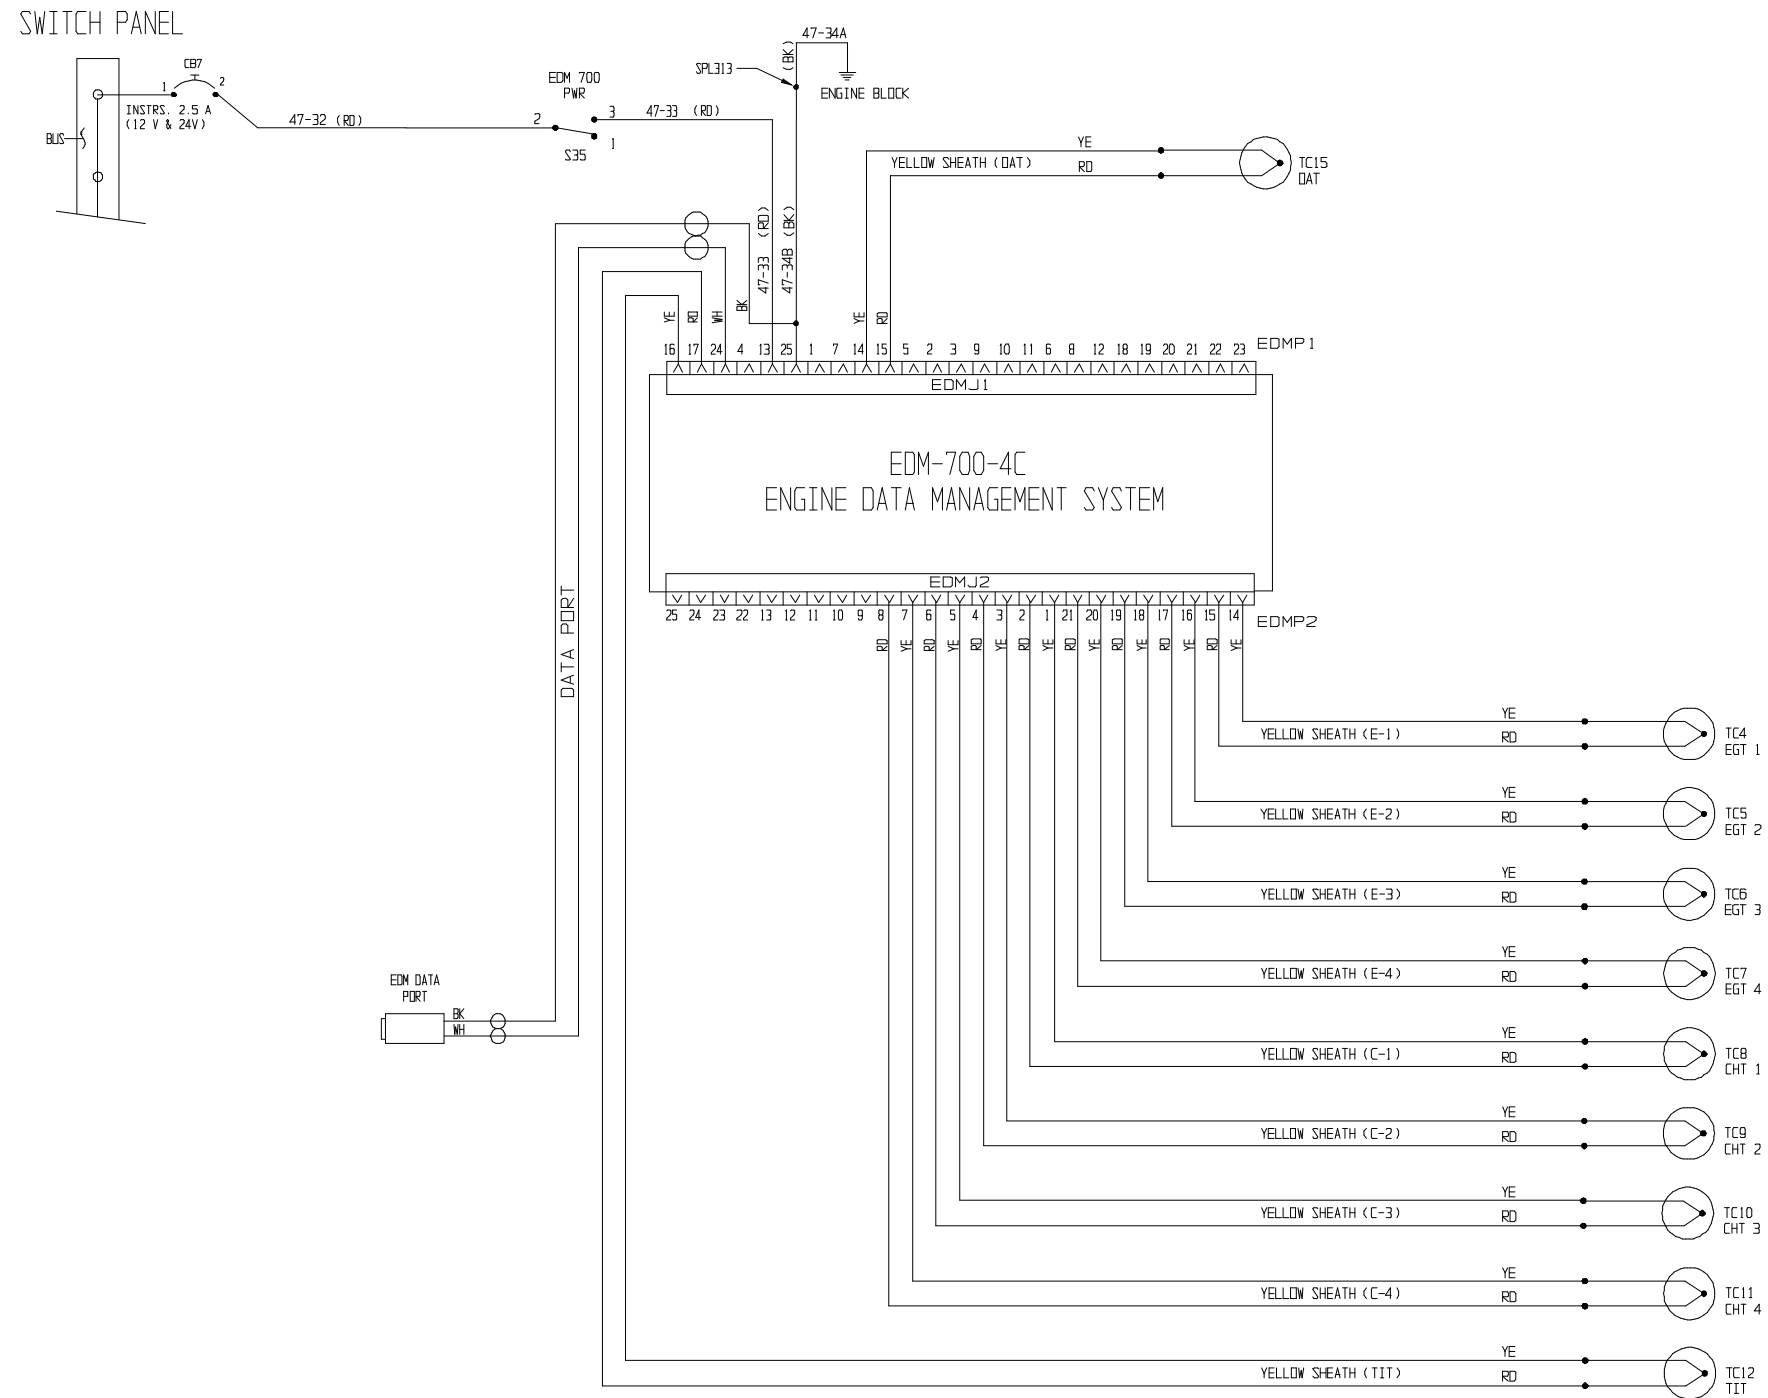 SWITCH PANEL
47-34A
(BK)
CB7
1
2
SPL313
EDM 700
PWR
ENGINE BLOCK
INSTRS. 2.5 A
(12 V & 24V)
47-32 (RD)
2
3
47-33 (RD)
1
S35
BUS
YE
YELLOW SHEATH (OAT)
RD
TC15
OAT
47-33 (RD)
47-34B (BK)
YE
RD
WH
BK
YE
RD
16 17 24 4 13 25 1 7 14 15 5 2 3 9 10 11 6 8 12 18 19 20 21 22 23
EDMP1
EDMJ1
EDM-700-4C
ENGINE DATA MANAGEMENT SYSTEM
EDMJ2
25 24 23 22 13 12 11 10 9 8 7 6 5 4 3 2 1 21 20 19 18 17 16 15 14
EDMP2
RD YE RD YE RD YE RD YE RD YE RD YE RD YE RD YE
DATA PORT
YE
YELLOW SHEATH (E-1)
RD
TC4
EGT 1
YE
YELLOW SHEATH (E-2)
RD
TC5
EGT 2
YE
YELLOW SHEATH (E-3)
RD
TC6
EGT 3
YE
YELLOW SHEATH (E-4)
RD
TC7
EGT 4
EDM DATA
PORT
BK
WH
YE
YELLOW SHEATH (C-1)
RD
TC8
CHT 1
YE
YELLOW SHEATH (C-2)
RD
TC9
CHT 2
YE
YELLOW SHEATH (C-3)
RD
TC10
CHT 3
YE
YELLOW SHEATH (C-4)
RD
TC11
CHT 4
YE
YELLOW SHEATH (TIT)
RD
TC12
TIT